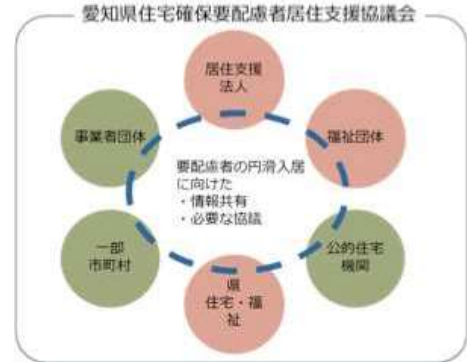 愛知県住宅確保要配慮者居住支援協議会
居住支援
法人
事業者団体
福祉団体
要配慮者の円滑入居
に向けた
・情報共有
・必要な協議
一部
市町村
公的住宅
機関
県
住宅・福
祉